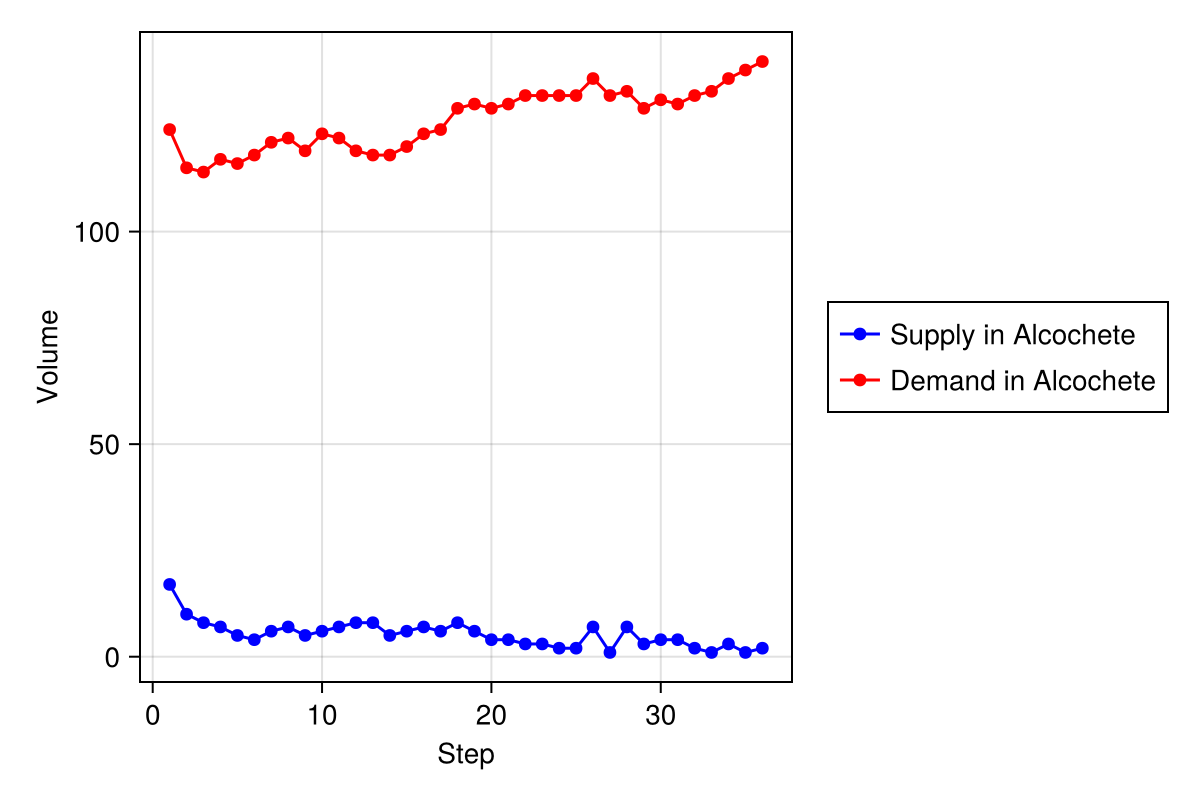 100
50
0
Volume
0 10 20 30
Step
Supply in Alcochete
Demand in Alcochete